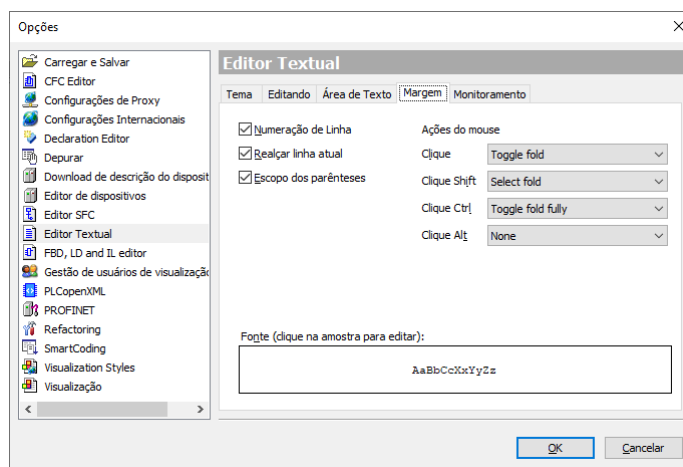 Opções
Carregar e Salvar
CFC Editor
Configurações de Proxy
Configurações Internacionais
Declaration Editor
Depurar
Download de descrição do disposit
Editor de dispositivos
Editor SFC
Editor Textual
FBD, LD and IL editor
Gestão de usuários de visualizaçã
PLCopenXML
PROFINET
Refactoring
SmartCoding
Visualization Styles
Visualização
Editor Textual
Tema Editando Área de Texto Margem Monitoramento
Numeração de Linha
Realçar linha atual
Escopo dos parênteses
Ações do mouse
Clique Toggle fold
Clique Shift Select fold
Clique Ctrl Toggle fold fully
Clique Alt None
Fonte (clique na amostra para editar):
AaBbCcXxYyZz
OK Cancelar